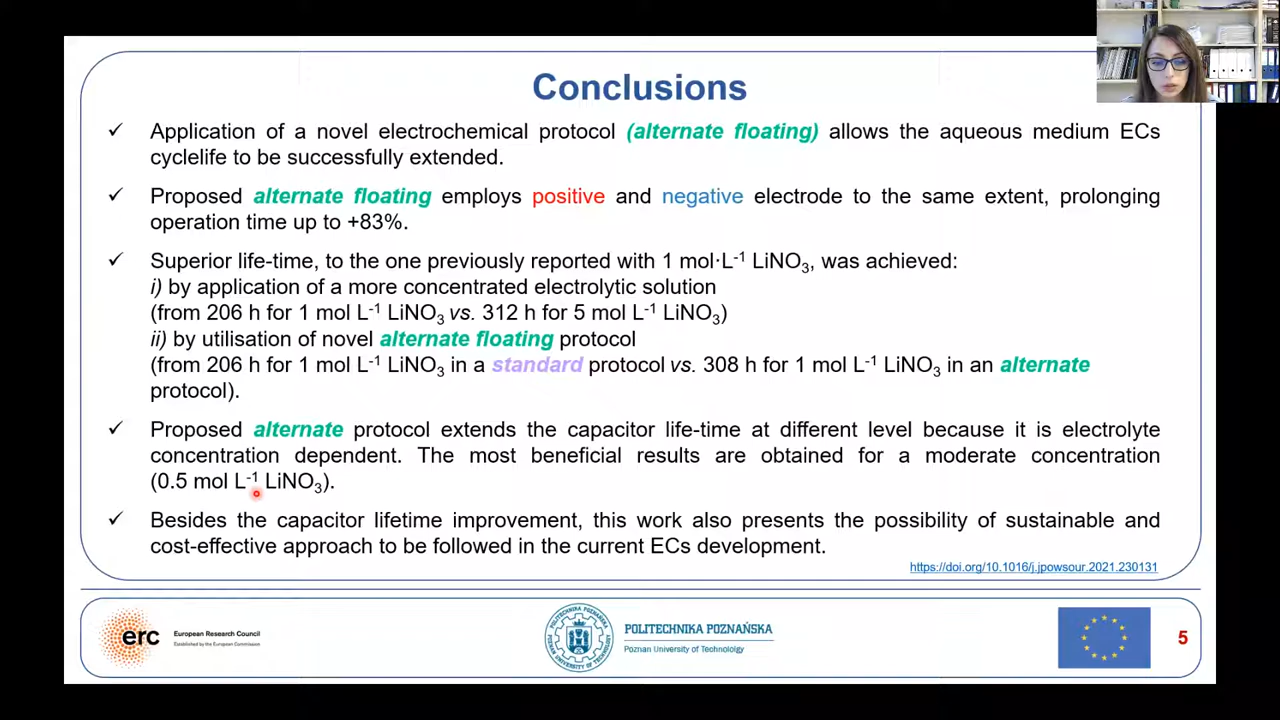 Conclusions
✓ Application of a novel electrochemical protocol (alternate floating) allows the aqueous medium ECs
cyclelife to be successfully extended.
✓ Proposed alternate floating employs positive and negative electrode to the same extent, prolonging
operation time up to +83%.
✓ Superior life-time, to the one previously reported with 1 mol·L⁻¹ LiNO₃, was achieved:
i) by application of a more concentrated electrolytic solution
(from 206 h for 1 mol L⁻¹ LiNO₃ vs. 312 h for 5 mol L⁻¹ LiNO₃)
ii) by utilisation of novel alternate floating protocol
(from 206 h for 1 mol L⁻¹ LiNO₃ in a standard protocol vs. 308 h for 1 mol L⁻¹ LiNO₃ in an alternate
protocol).
✓ Proposed alternate protocol extends the capacitor life-time at different level because it is electrolyte
concentration dependent. The most beneficial results are obtained for a moderate concentration
(0.5 mol L⁻¹ LiNO₃).
✓ Besides the capacitor lifetime improvement, this work also presents the possibility of sustainable and
cost-effective approach to be followed in the current ECs development.
https://doi.org/10.1016/j.jpowsour.2021.230131
erc
European Research Council
Established by the European Commission
POLITECHNIKA POZNAŃSKA
Poznan University of Technolology
5